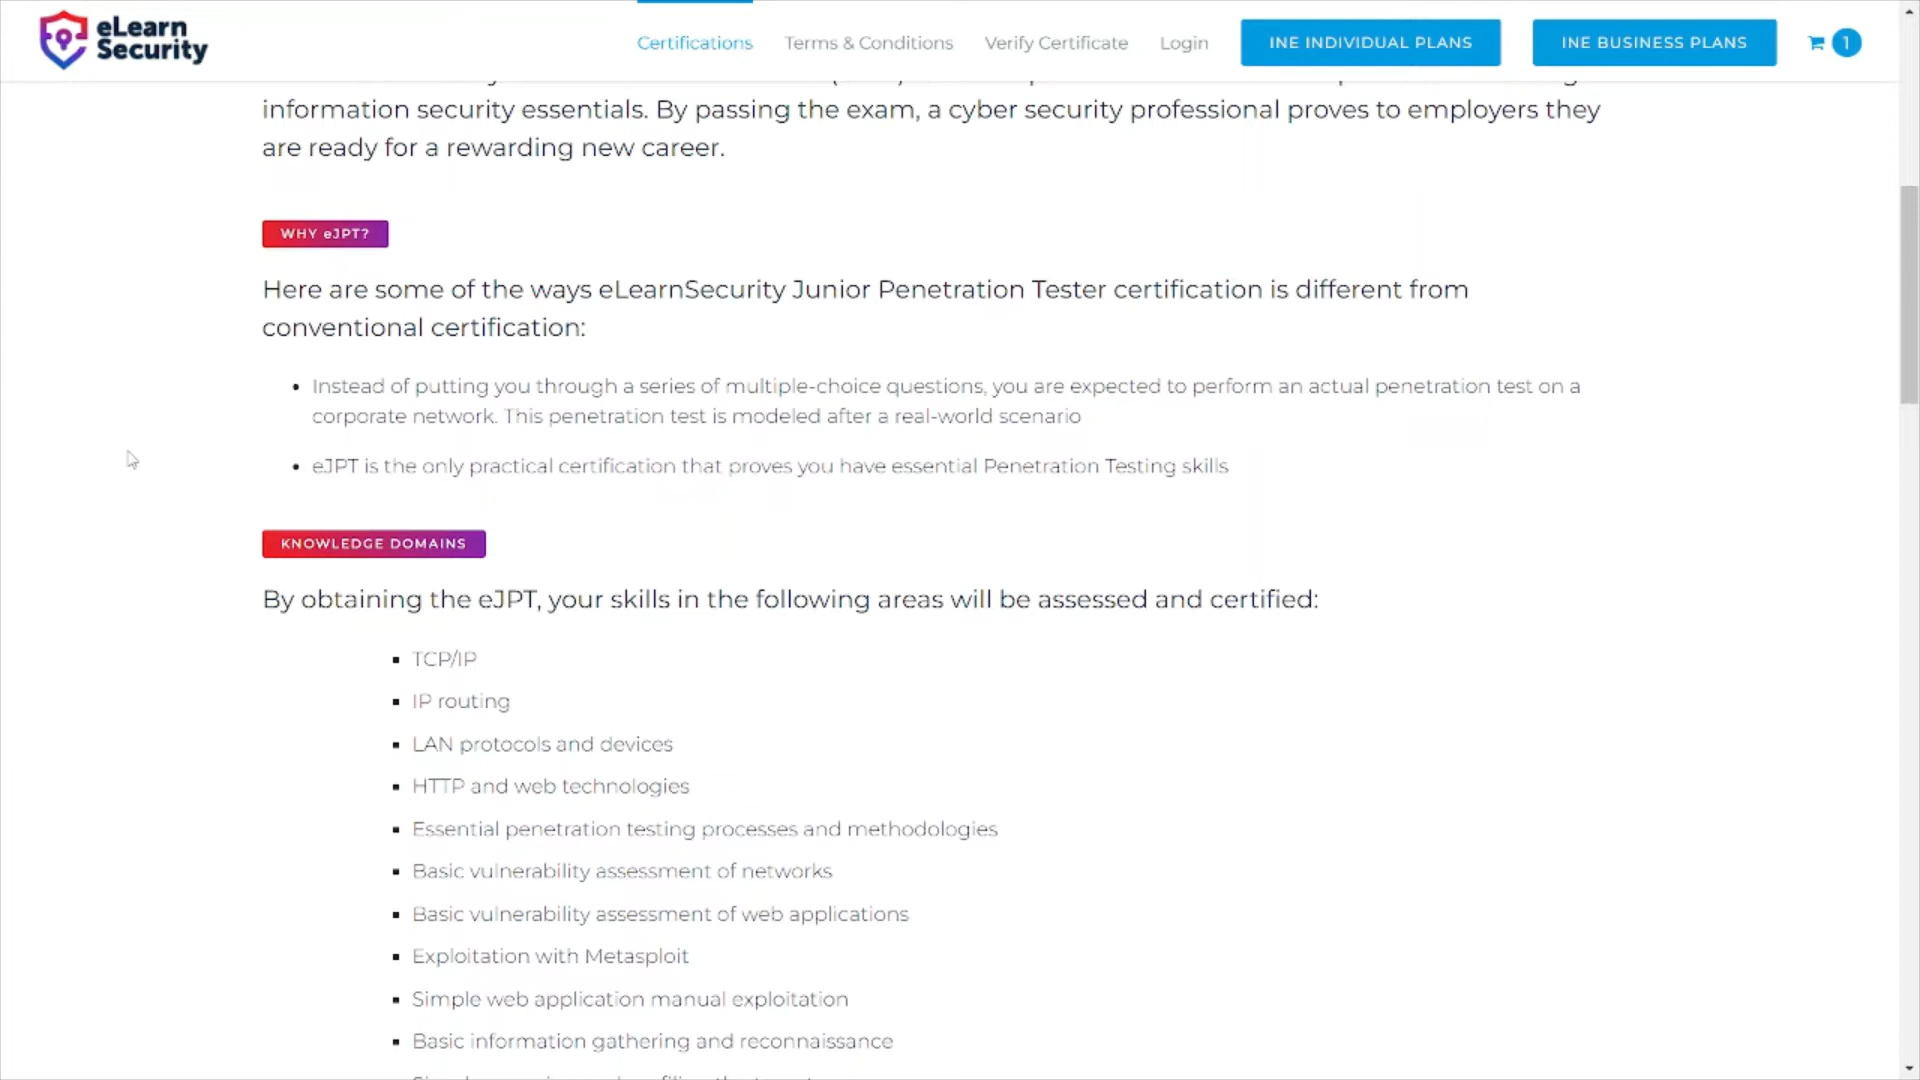 eLearn
Security
Certifications
Terms & Conditions
Verify Certificate
Login
INE INDIVIDUAL PLANS
INE BUSINESS PLANS
1
information security essentials. By passing the exam, a cyber security professional proves to employers they
are ready for a rewarding new career.
WHY eJPT?
Here are some of the ways eLearnSecurity Junior Penetration Tester certification is different from
conventional certification:
Instead of putting you through a series of multiple-choice questions, you are expected to perform an actual penetration test on a
corporate network. This penetration test is modeled after a real-world scenario
eJPT is the only practical certification that proves you have essential Penetration Testing skills
KNOWLEDGE DOMAINS
By obtaining the eJPT, your skills in the following areas will be assessed and certified:
TCP/IP
IP routing
LAN protocols and devices
HTTP and web technologies
Essential penetration testing processes and methodologies
Basic vulnerability assessment of networks
Basic vulnerability assessment of web applications
Exploitation with Metasploit
Simple web application manual exploitation
Basic information gathering and reconnaissance